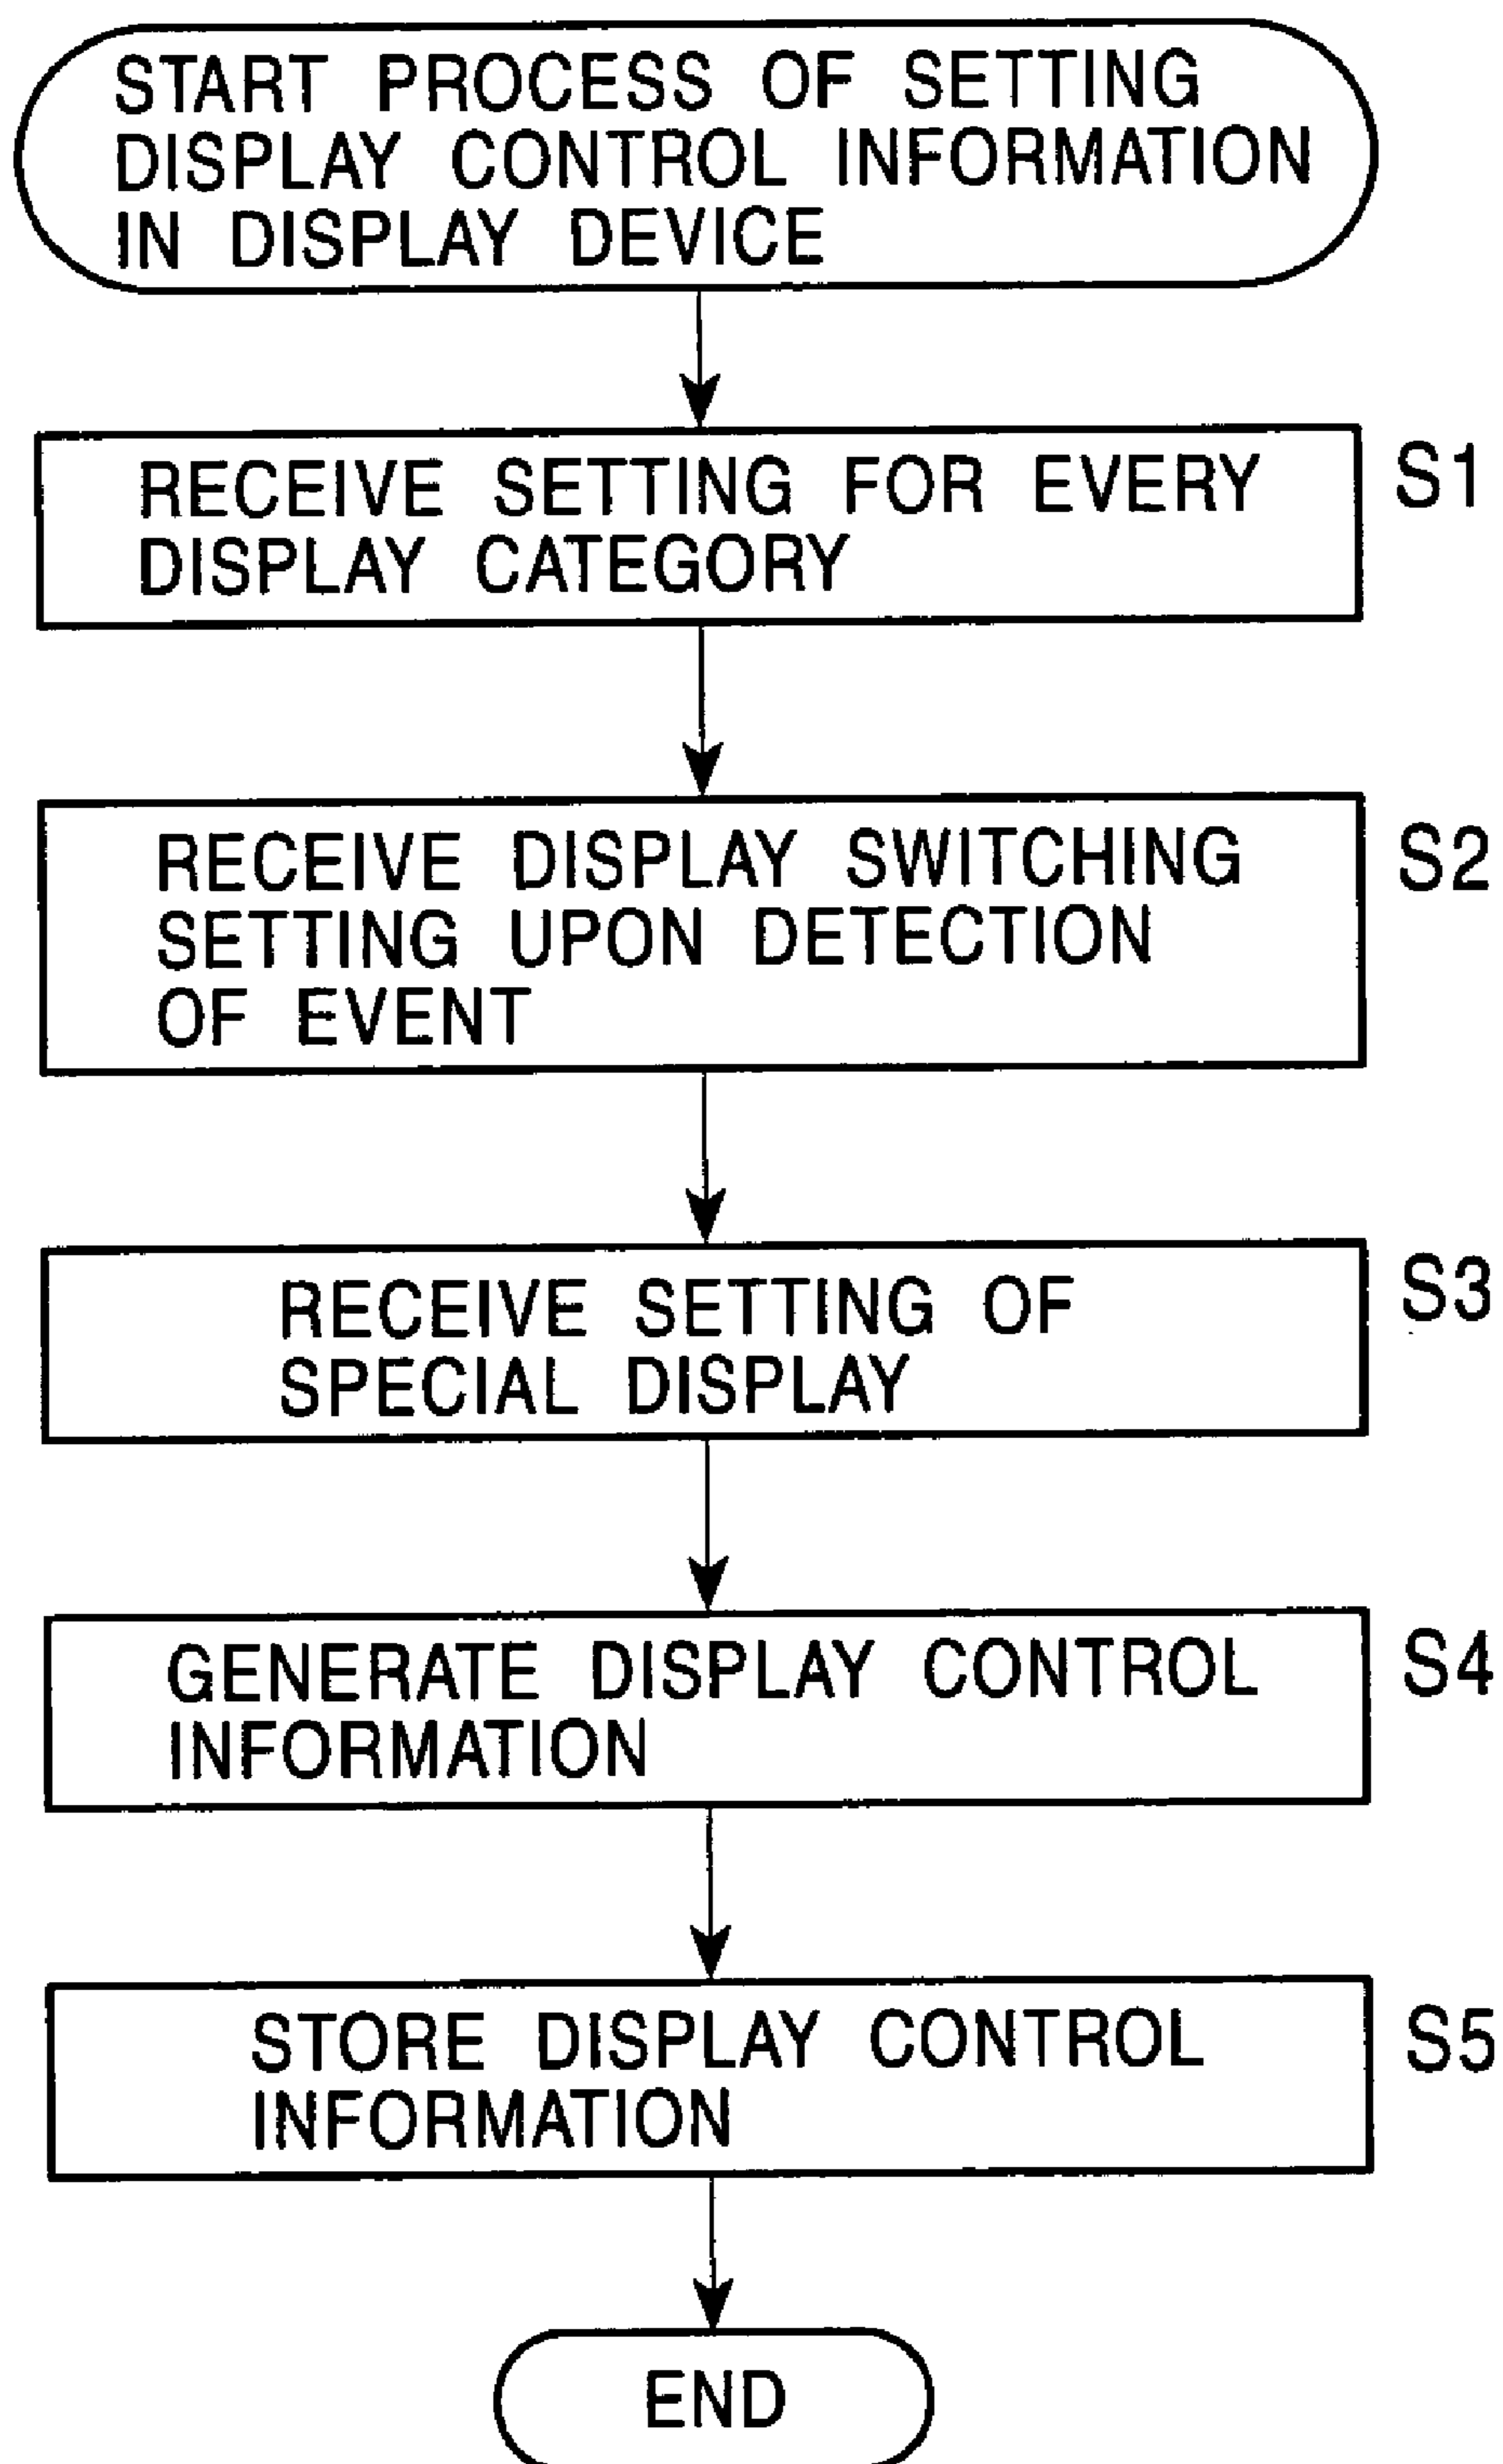 START PROCESS OF SETTING
DISPLAY CONTROL INFORMATION
IN DISPLAY DEVICE
RECEIVE SETTING FOR EVERY
DISPLAY CATEGORY
S1
RECEIVE DISPLAY SWITCHING
SETTING UPON DETECTION
OF EVENT
S2
RECEIVE SETTING OF
SPECIAL DISPLAY
S3
GENERATE DISPLAY CONTROL
INFORMATION
S4
STORE DISPLAY CONTROL
INFORMATION
S5
END